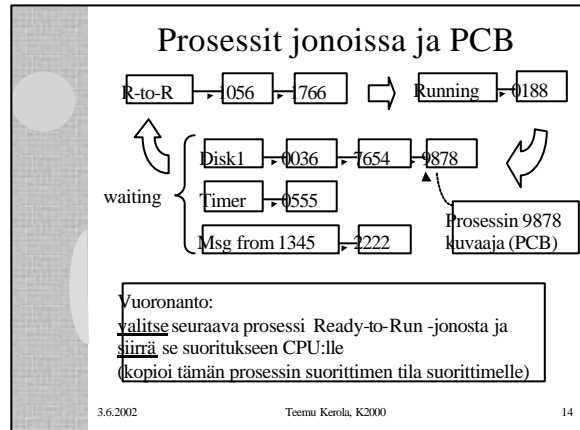 Prosessit jonoissa ja PCB
R-to-R 1056 1766 Running 0188
Disk1 0036 7654 9878
waiting Timer 0555
Prosessin 9878
kuvaaja (PCB)
Msg from 1345 2222
Vuoronanto:
valitse seuraava prosessi Ready-to-Run -jonosta ja
siirrä se suoritukseen CPU:lle
(kopioi tämän prosessin suorittimen tila suorittimelle)
3.6.2002 Teemu Kerola, K2000 14